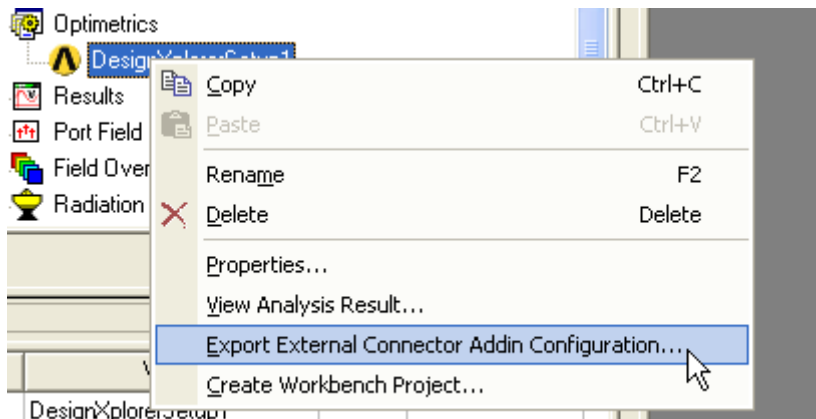 Optimetrics
DesignXplorerSetup1
Results
Port Field
Field Over
Radiation
Copy Ctrl+C
Paste Ctrl+V
Rename F2
Delete Delete
Properties...
View Analysis Result...
Export External Connector Addin Configuration...
Create Workbench Project...
DesignXplorerSetup1